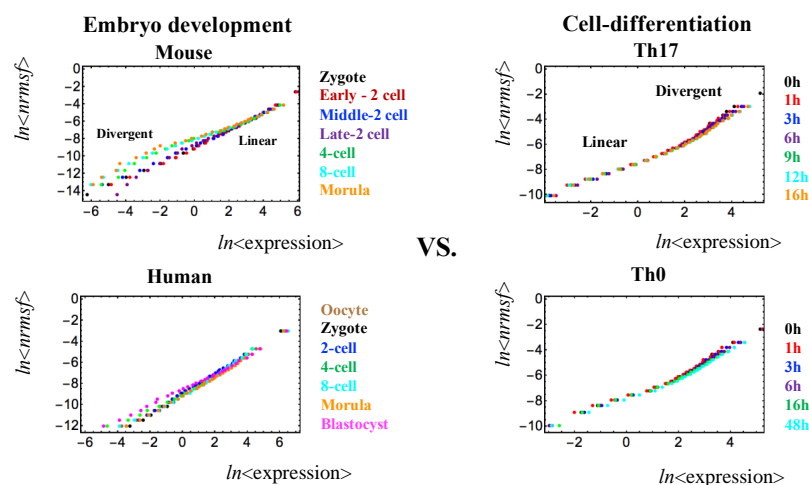 Embryo development
Cell-differentiation
Mouse
ln<nrmsf>
0
−2
−4
−6
−8
−10
−12
−14
Divergent
Linear
−6 −4 −2 0 2 4 6
ln<expression>
Zygote
Early - 2 cell
Middle-2 cell
Late-2 cell
4-cell
8-cell
Morula
Th17
ln<nrmsf>
0
−2
−4
−6
−8
−10
Divergent
Linear
−2 0 2 4
ln<expression>
0h
1h
3h
6h
9h
12h
16h
VS.
Human
ln<nrmsf>
0
−2
−4
−6
−8
−10
−12
−6 −4 −2 0 2 4 6
ln<expression>
Oocyte
Zygote
2-cell
4-cell
8-cell
Morula
Blastocyst
Th0
ln<nrmsf>
0
−2
−4
−6
−8
−10
−2 0 2 4
ln<expression>
0h
1h
3h
6h
16h
48h